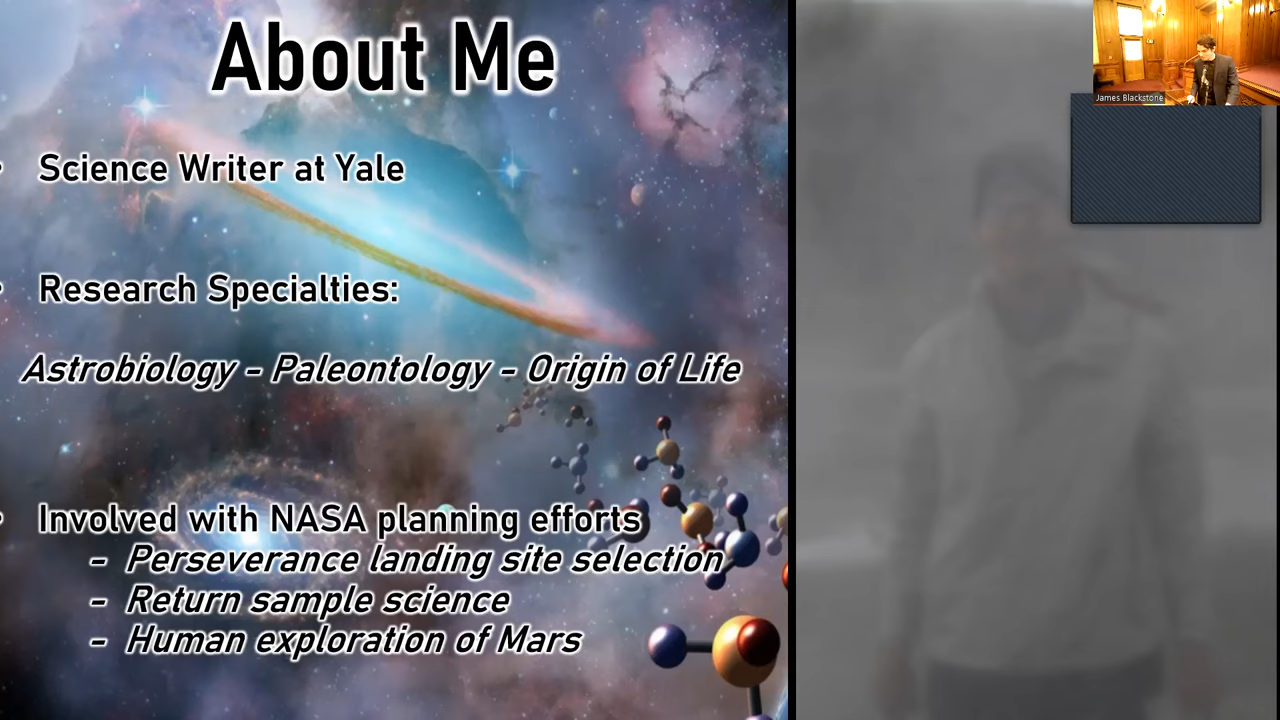 About Me
• Science Writer at Yale
• Research Specialties:
Astrobiology – Paleontology – Origin of Life
• Involved with NASA planning efforts
– Perseverance landing site selection
– Return sample science
– Human exploration of Mars
James Blackstone